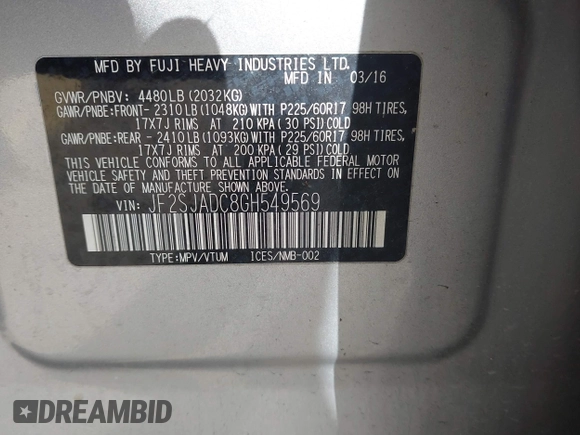 MFD BY FUJI HEAVY INDUSTRIES LTD.
MFD IN 03/16
GVWR/PNBV: 4480LB(2032KG)
GAWR/PNBE:FRONT-2310LB(1048KG)WITH P225/60R17 98H TIRES,
17X7J RIMS AT 210 KPA(30 PSI)COLD
GAWR/PNBE:REAR -2410LB(1093KG)WITH P225/60R17 98H TIRES,
17X7J RIMS AT 200 KPA(29 PSI)COLD
THIS VEHICLE CONFORMS TO ALL APPLICABLE FEDERAL MOTOR
VEHICLE SAFETY AND THEFT PREVENTION STANDARDS IN EFFECT
ON THE DATE OF MANUFACTURE SHOWN ABOVE.
VIN: JF2SJADC8GH549569
TYPE:MPV/VTUM ICES/NMB-002
DREAMBID